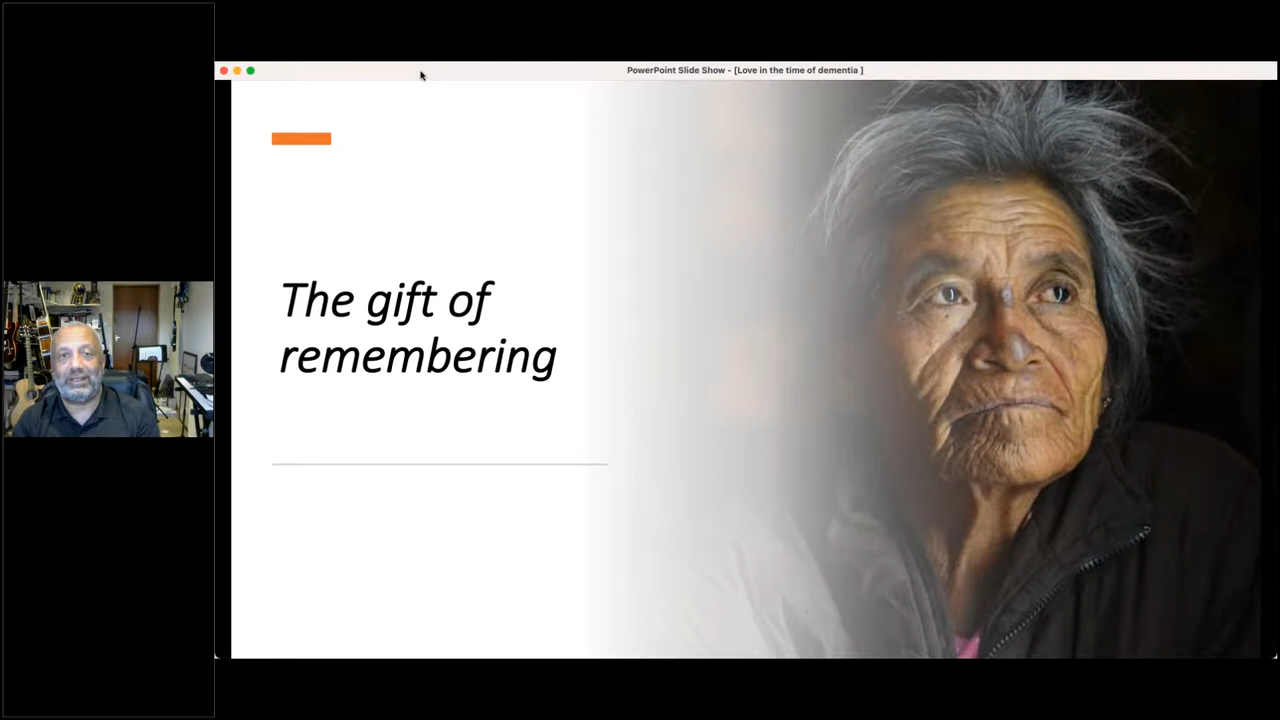 PowerPoint Slide Show - [Love in the time of dementia ]
The gift of
remembering